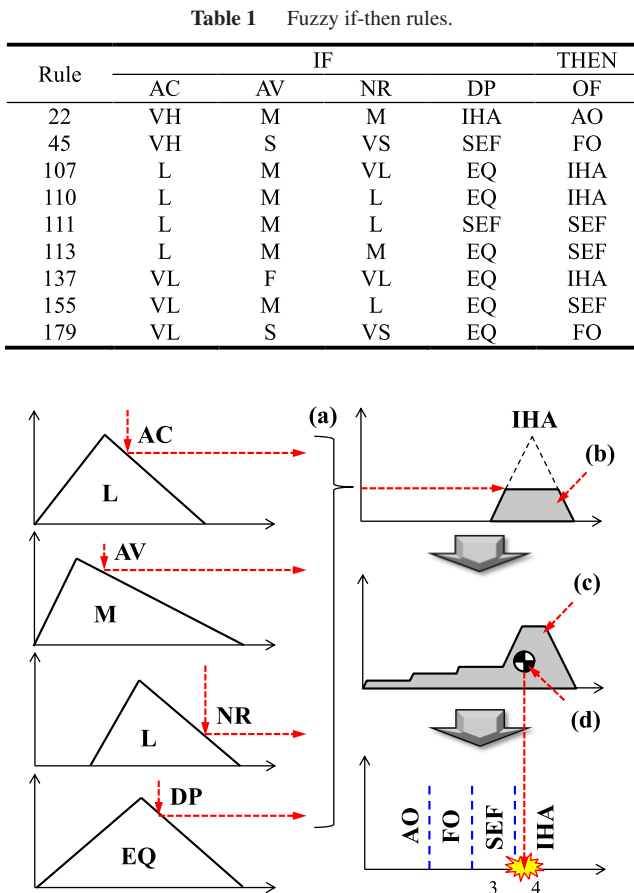 Table 1 Fuzzy if-then rules.
Rule IF THEN
AC AV NR DP OF
22 VH M M IHA AO
45 VH S VS SEF FO
107 L M VL EQ IHA
110 L M L EQ IHA
111 L M L SEF SEF
113 L M M EQ SEF
137 VL F VL EQ IHA
155 VL M L EQ SEF
179 VL S VS EQ FO
(a)
AC
L
AV
M
NR
L
DP
EQ
IHA
(b)
(c)
(d)
AO
FO
SEF
IHA
3 4